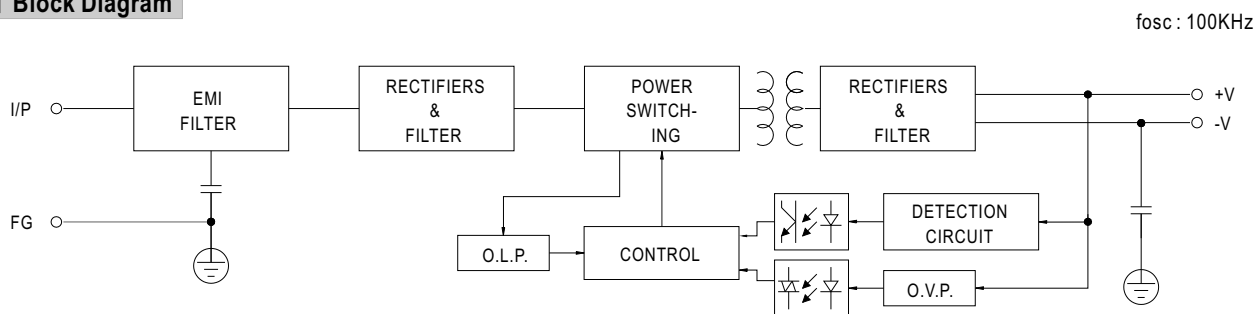 Block Diagram
fosc : 100KHz
I/P
EMI
FILTER
RECTIFIERS
&
FILTER
POWER
SWITCH-
ING
RECTIFIERS
&
FILTER
+V
-V
FG
O.L.P.
CONTROL
DETECTION
CIRCUIT
O.V.P.